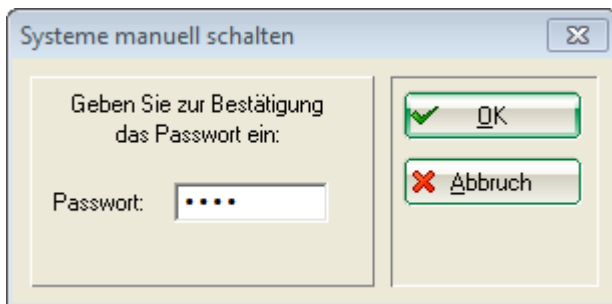 Systeme manuell schalten
Geben Sie zur Bestätigung
das Passwort ein:
Passwort: ••••
OK
Abbruch